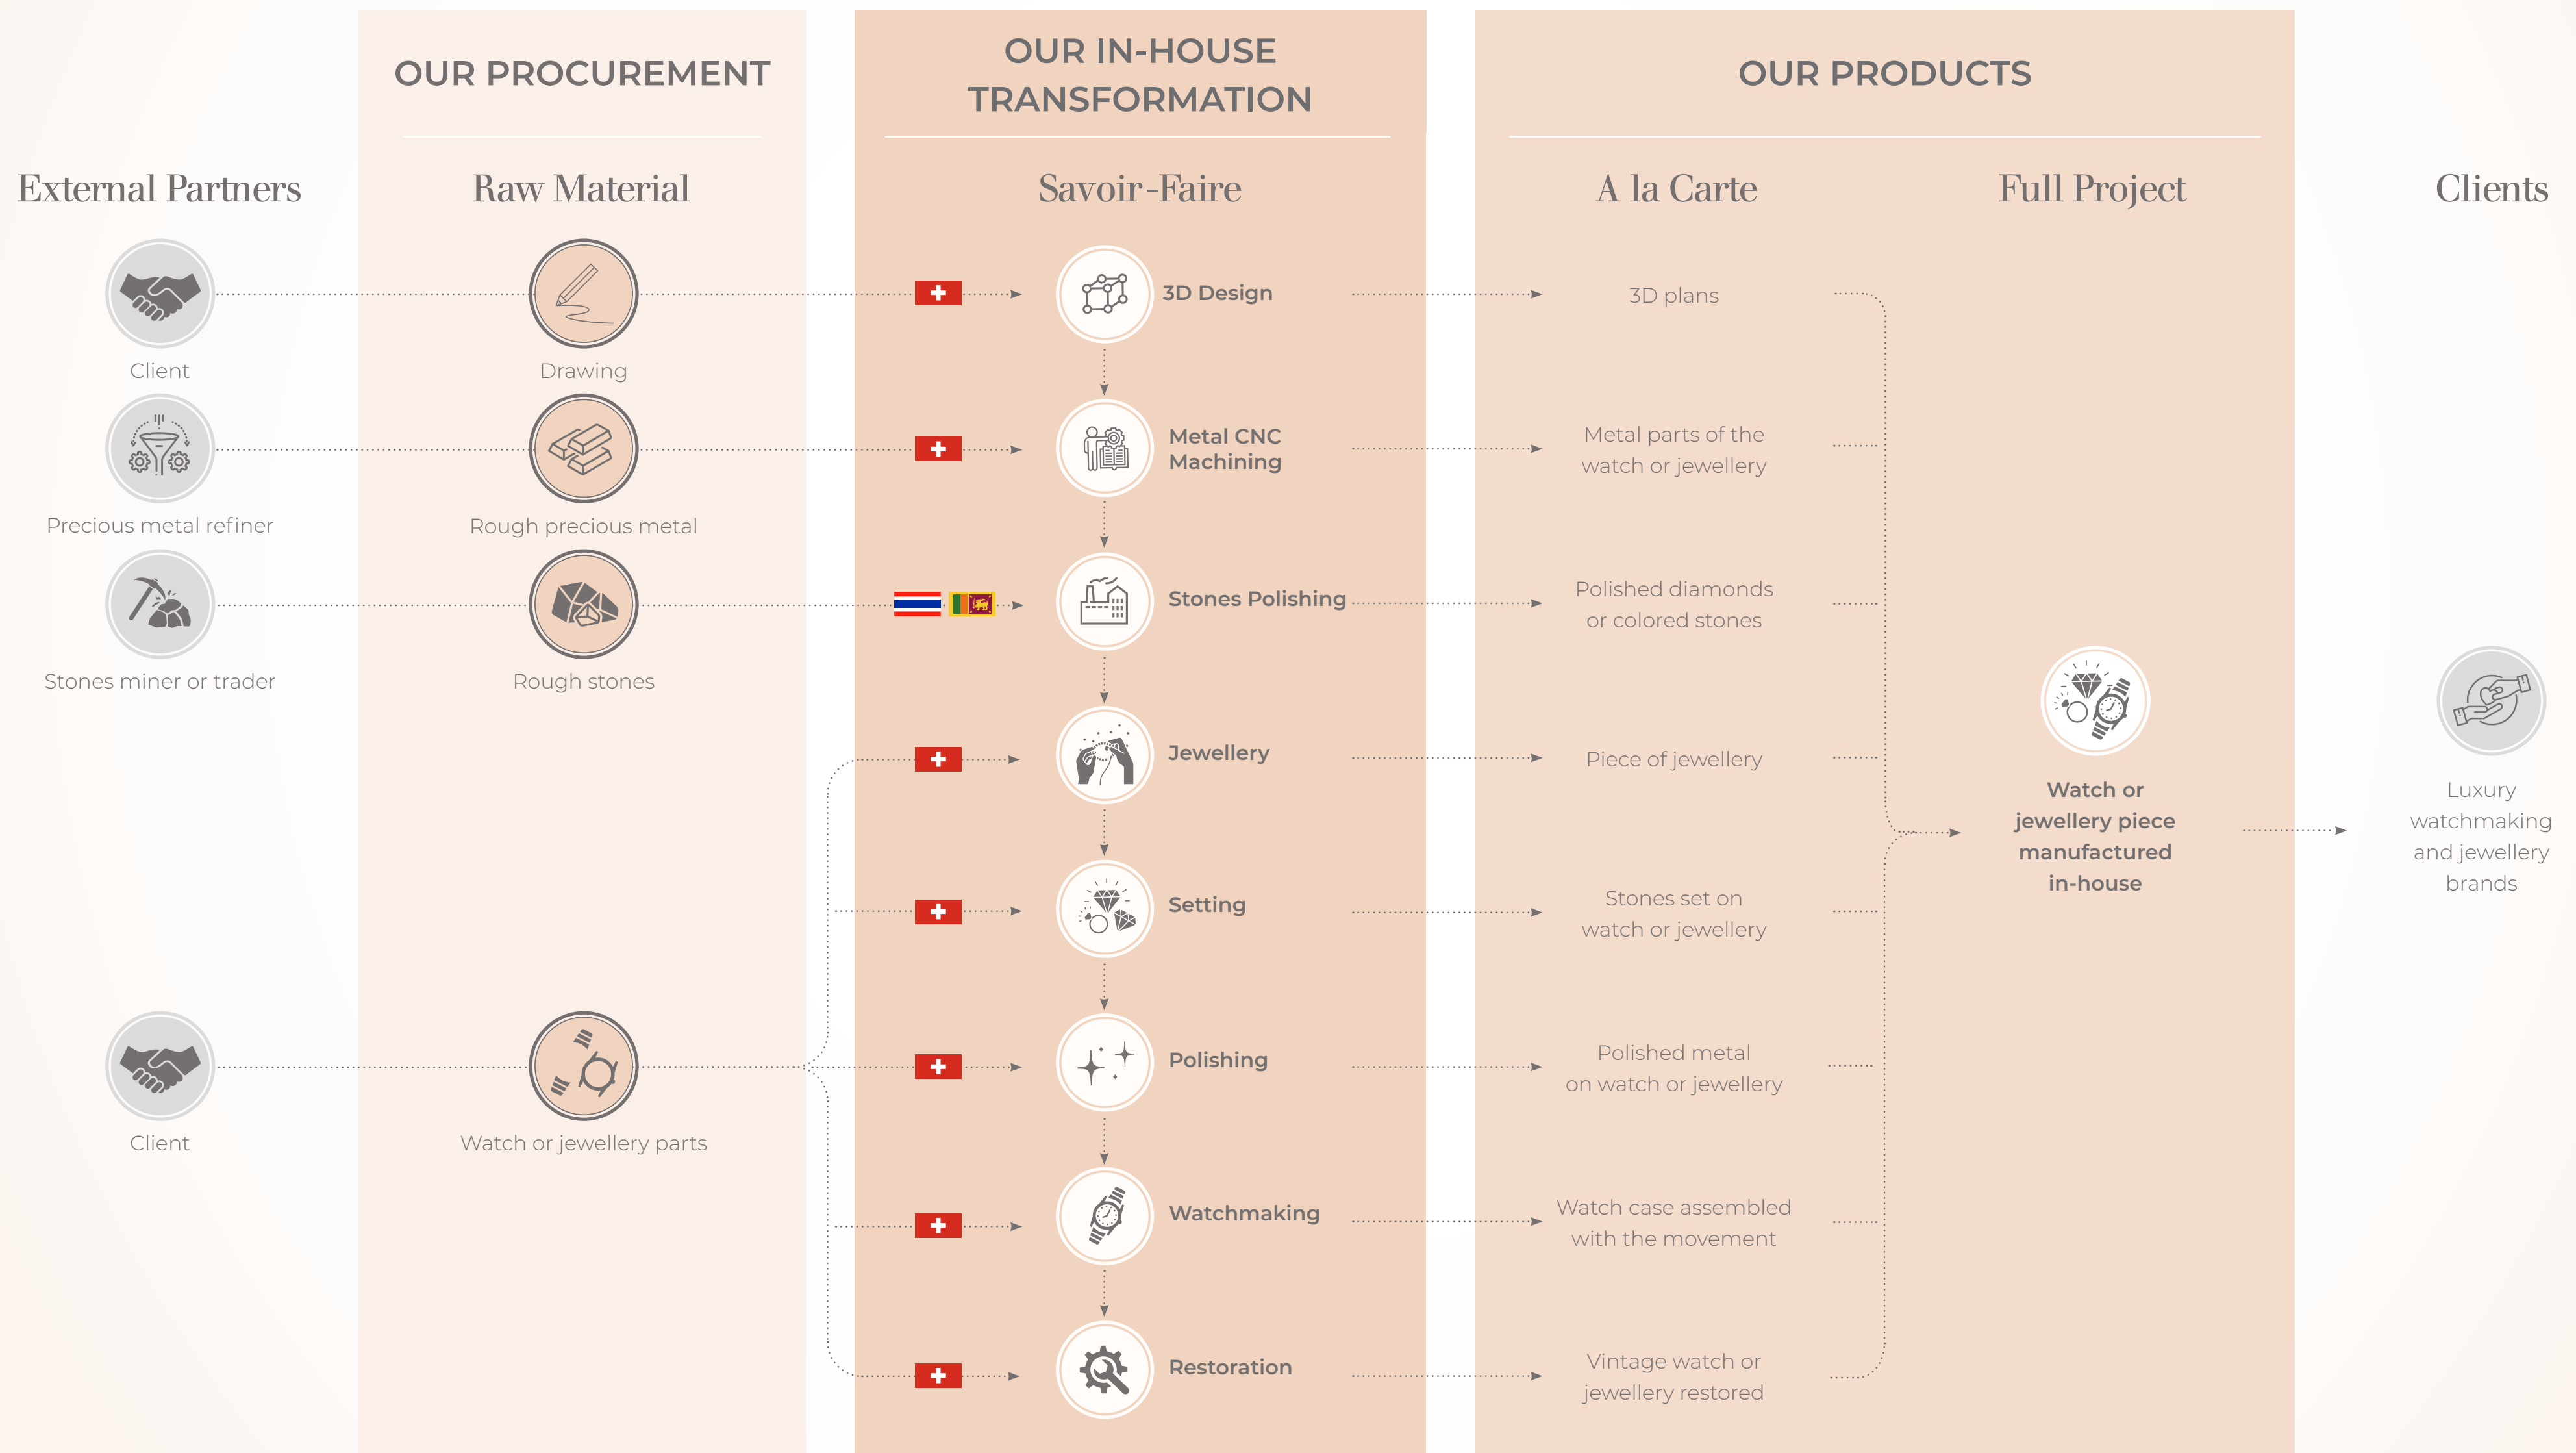 OUR PROCUREMENT
OUR IN-HOUSE
TRANSFORMATION
OUR PRODUCTS
External Partners
Raw Material
Savoir-Faire
A la Carte
Full Project
Clients
3D Design
3D plans
Client
Drawing
Metal CNC
Machining
Metal parts of the
watch or jewellery
Precious metal refiner
Rough precious metal
Stones Polishing
Polished diamonds
or colored stones
Stones miner or trader
Rough stones
Jewellery
Piece of jewellery
Watch or
jewellery piece
manufactured
in-house
Luxury
watchmaking
and jewellery
brands
Setting
Stones set on
watch or jewellery
Polishing
Polished metal
on watch or jewellery
Client
Watch or jewellery parts
Watchmaking
Watch case assembled
with the movement
Restoration
Vintage watch or
jewellery restored